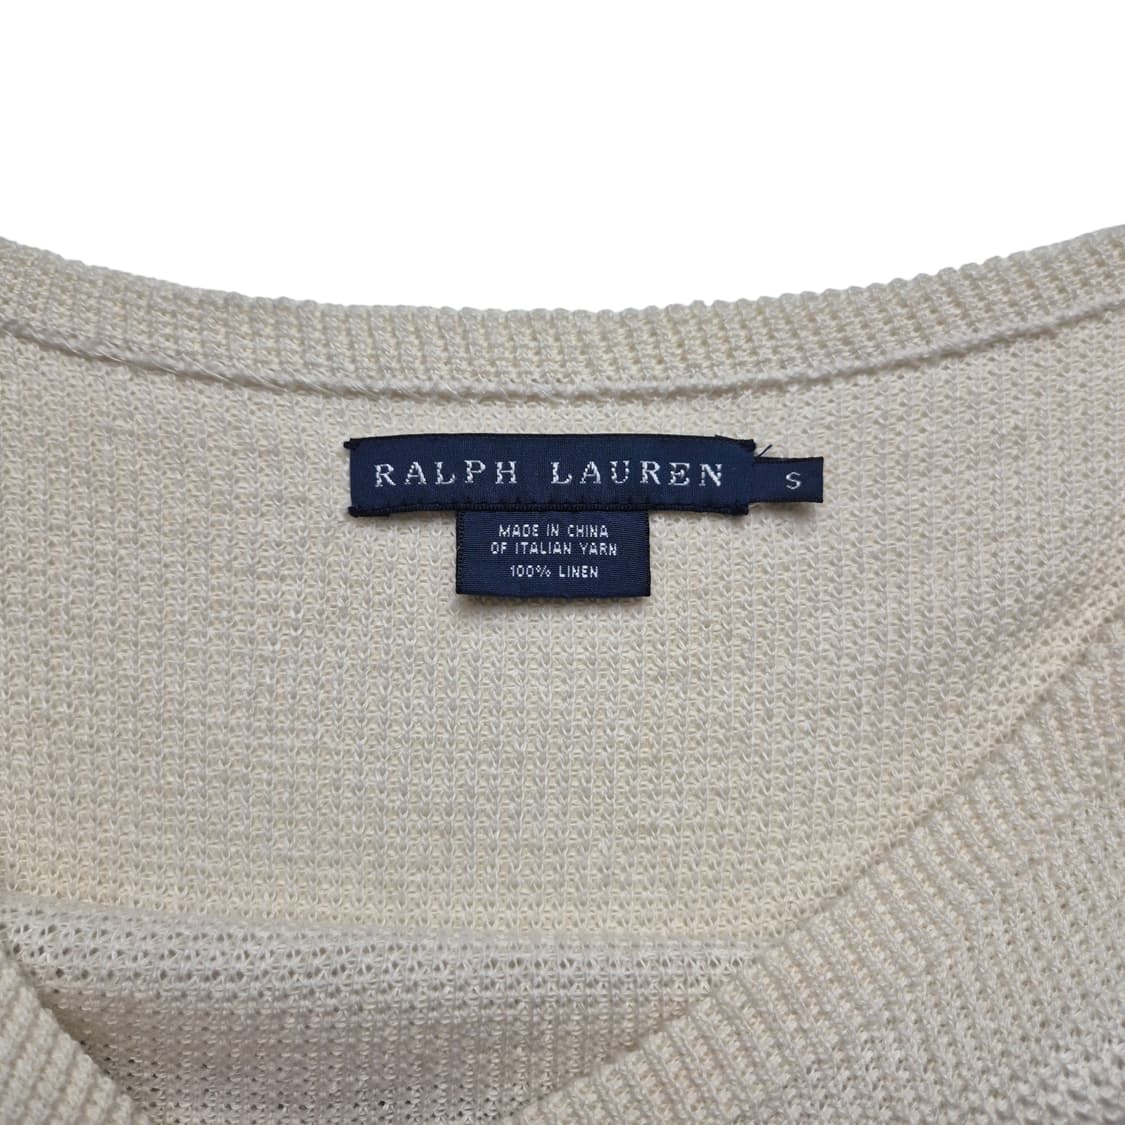 RALPH LAUREN
S
MADE IN CHINA
OF ITALIAN YARN
100% LINEN